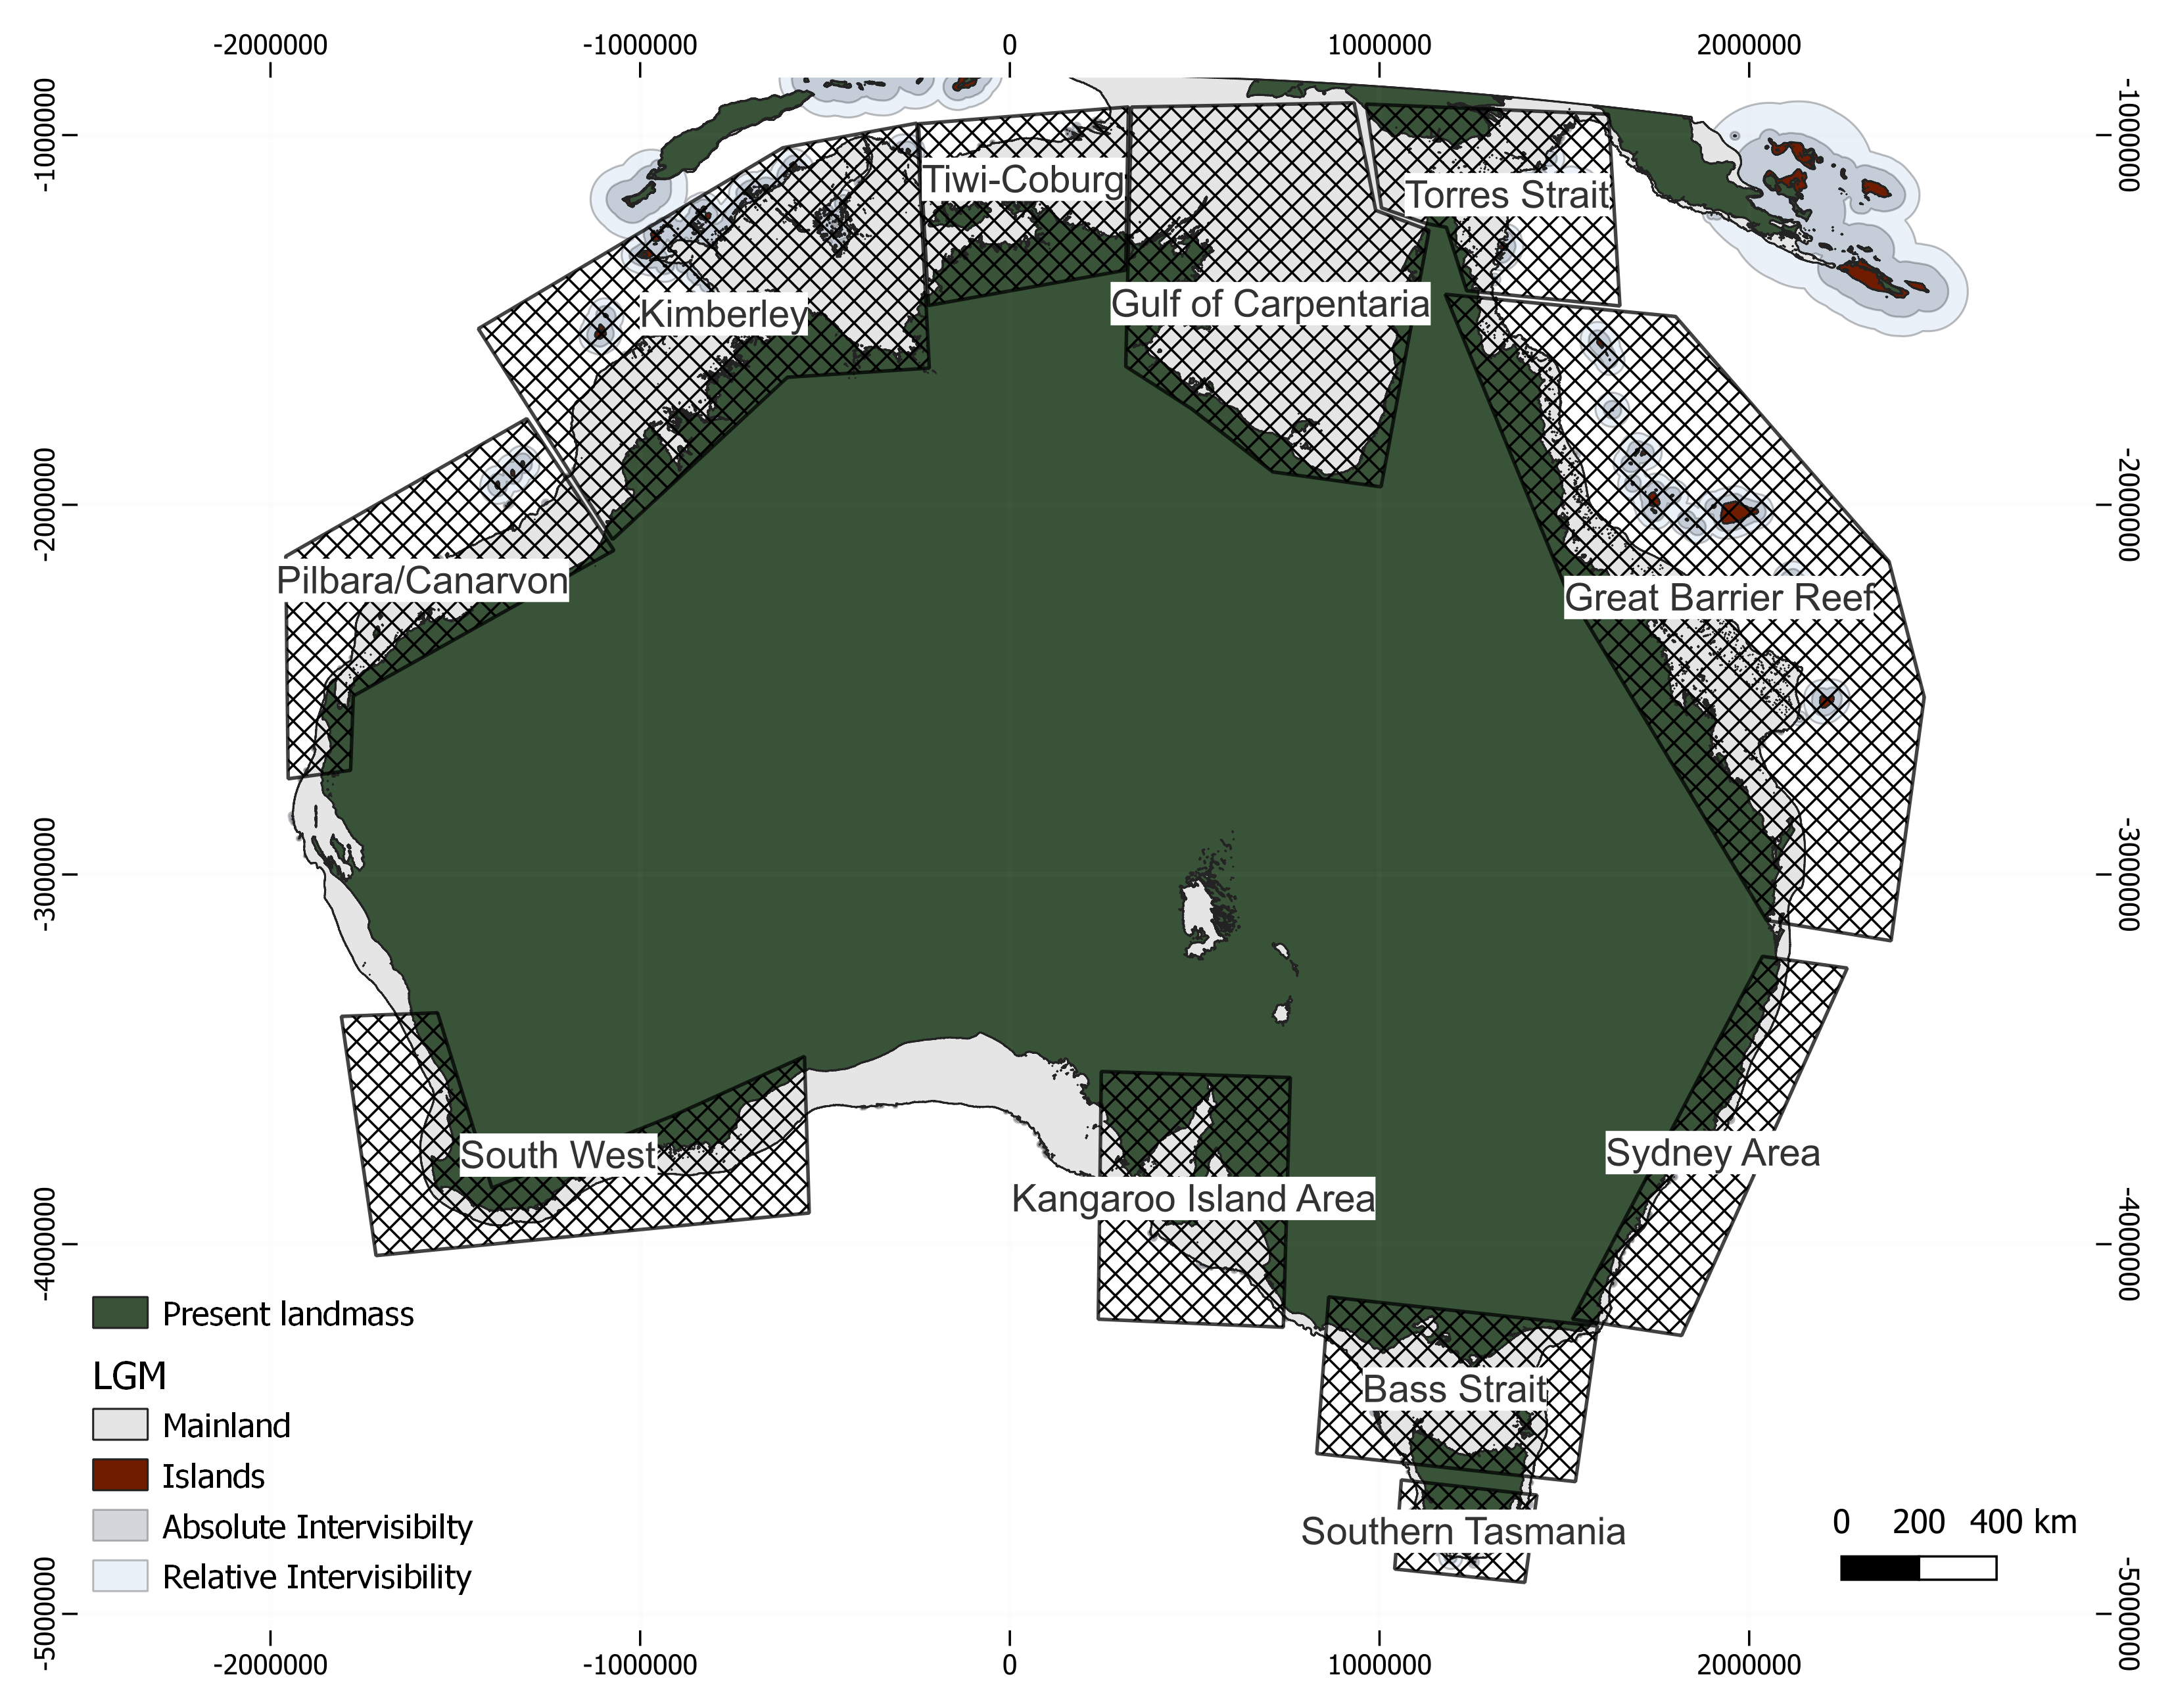 -2000000 -1000000 0 1000000 2000000
-1000000 -1000000
Tiwi-Coburg
Torres Strait
Gulf of Carpentaria
Kimberley
-2000000 -2000000
Pilbara/Canarvon
Great Barrier Reef
-3000000 -3000000
South West
Sydney Area
Kangaroo Island Area
-4000000 -4000000
Present landmass
LGM
Bass Strait
Mainland
Islands
Absolute Intervisibilty
Relative Intervisibility
Southern Tasmania
0 200 400 km
-5000000 -5000000
-2000000 -1000000 0 1000000 2000000